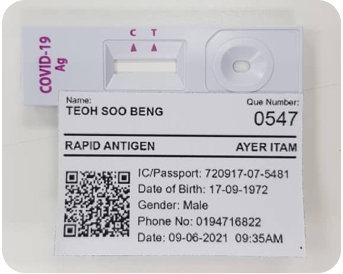 COVID-19
Ag
C T
Name: Que Number:
TEOH SOO BENG 0547
RAPID ANTIGEN AYER ITAM
IC/Passport: 720917-07-5481
Date of Birth: 17-09-1972
Gender: Male
Phone No: 0194716822
Date: 09-06-2021 09:35AM